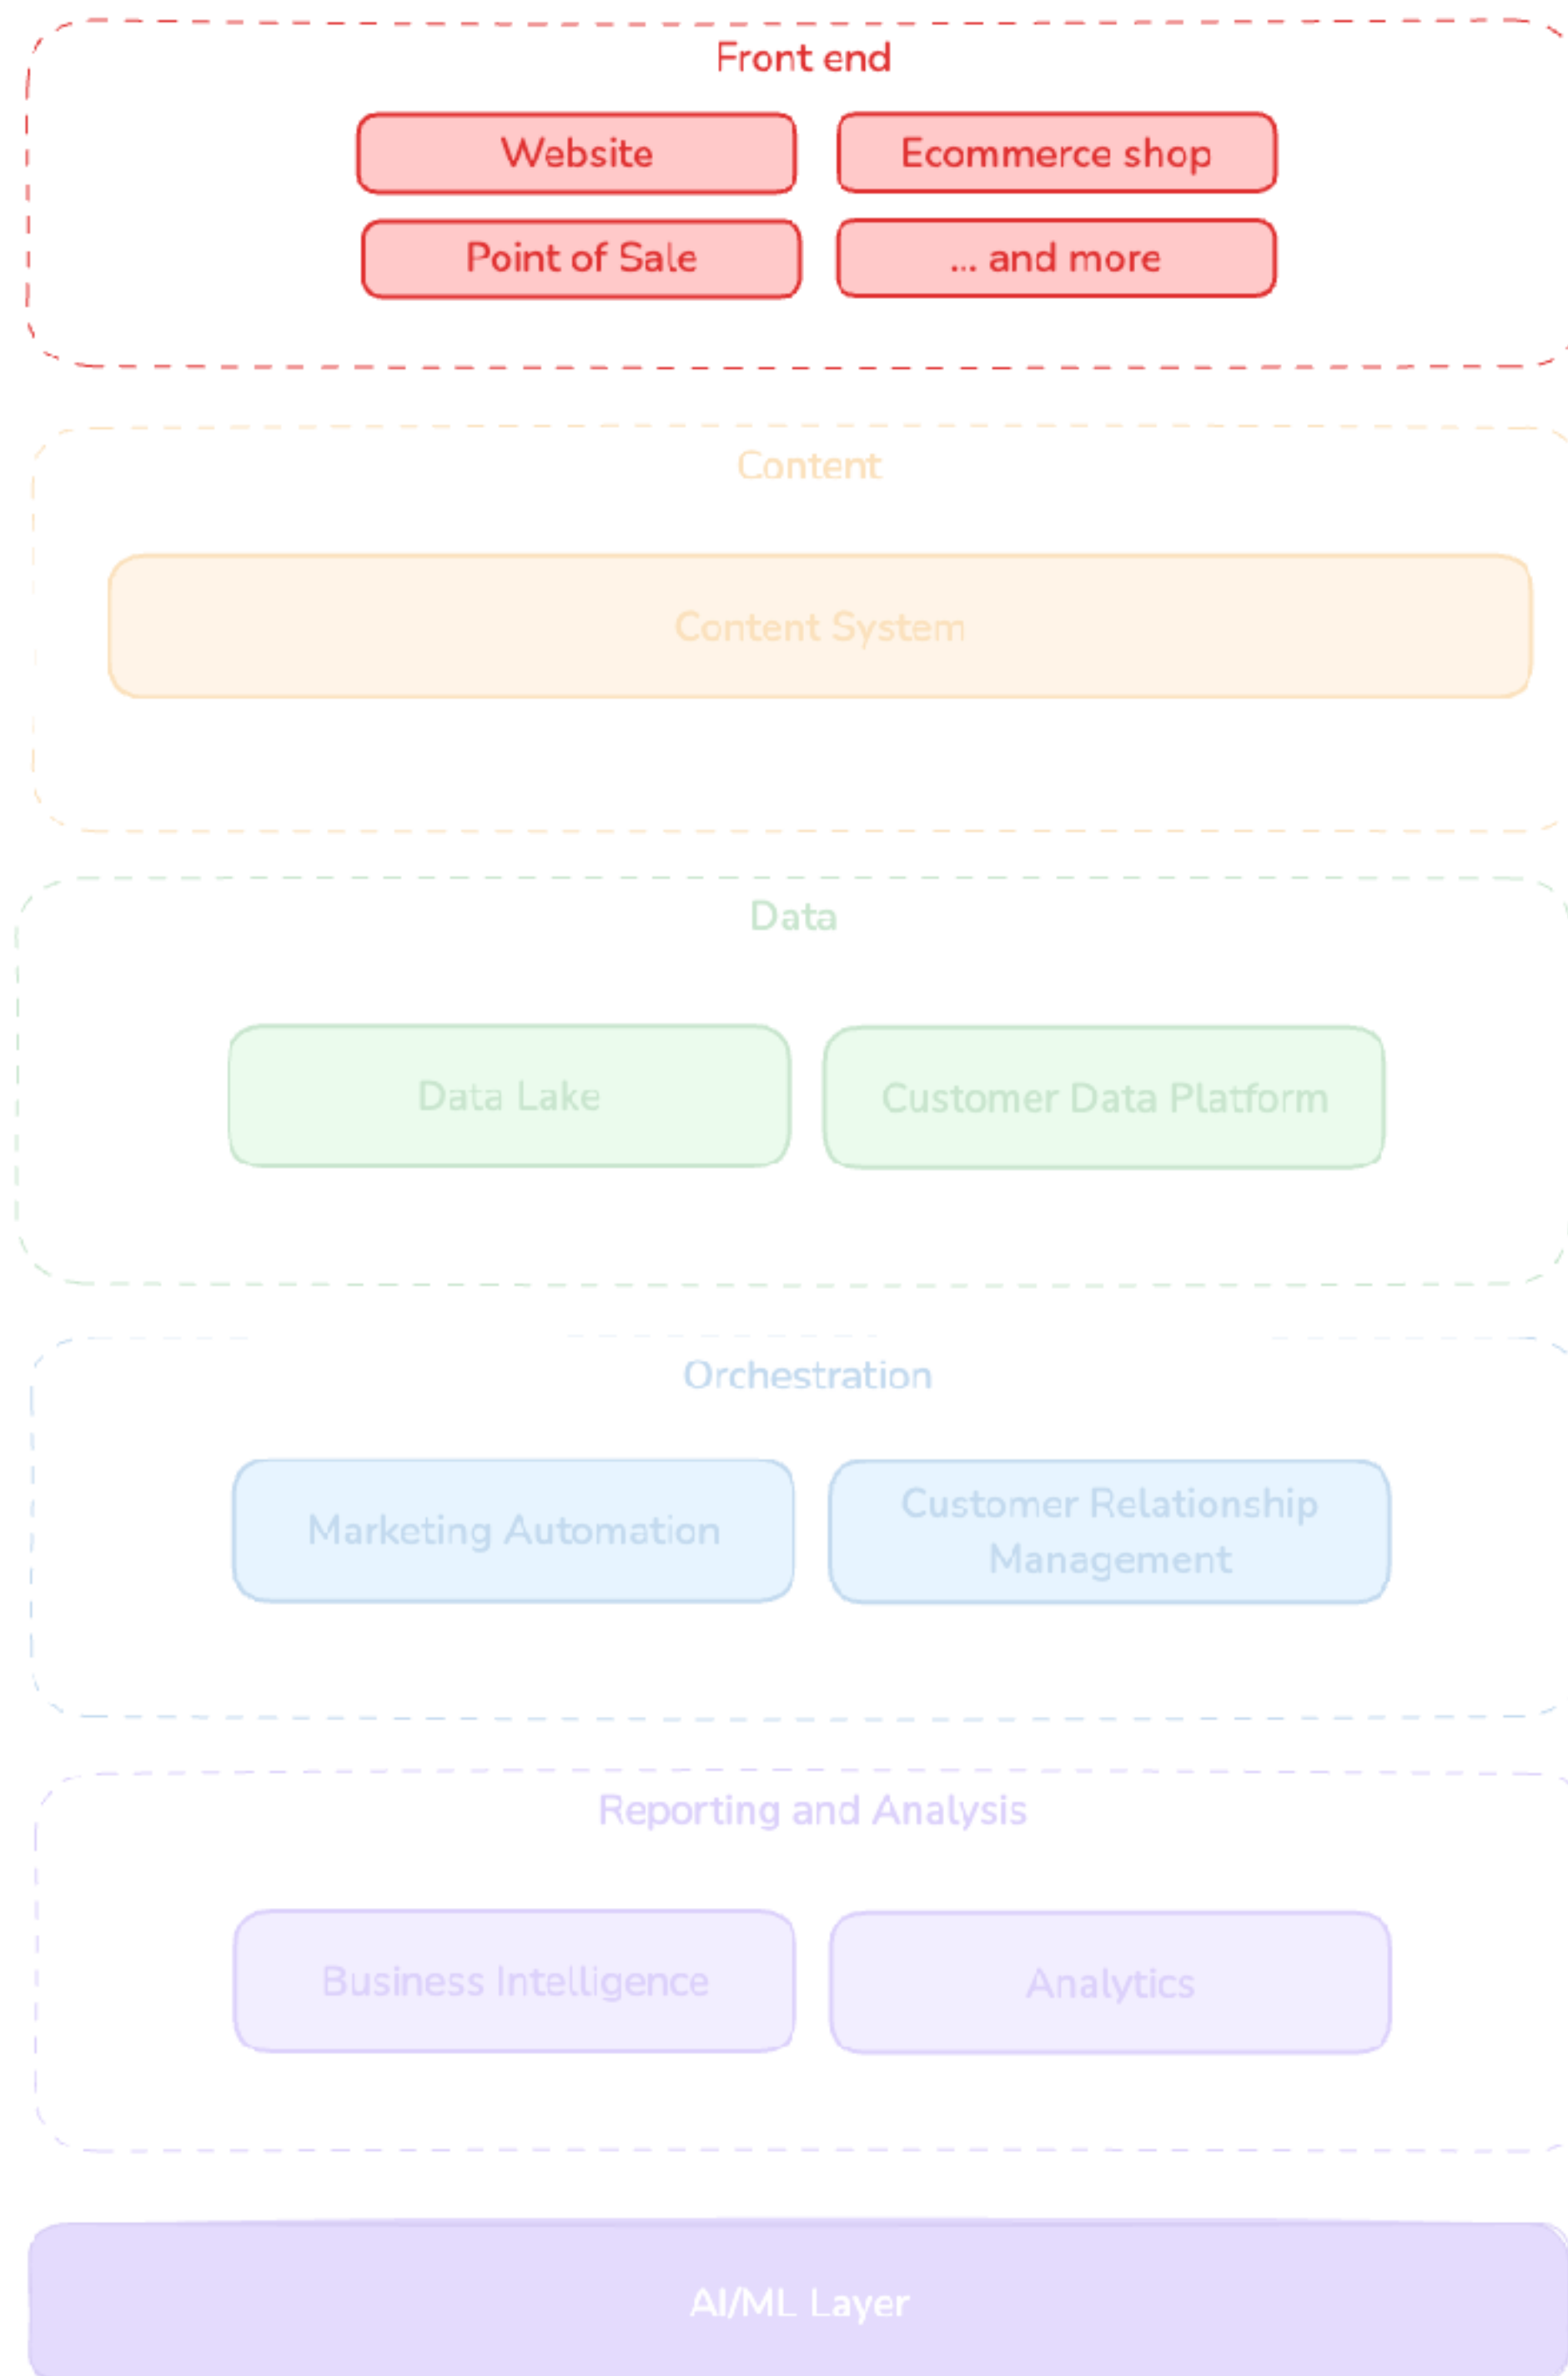 Front end
Website
Ecommerce shop
Point of Sale
... and more
Content
Content System
Data
Data Lake
Customer Data Platform
Orchestration
Marketing Automation
Customer Relationship
Management
Reporting and Analysis
Business Intelligence
Analytics
AI/ML Layer